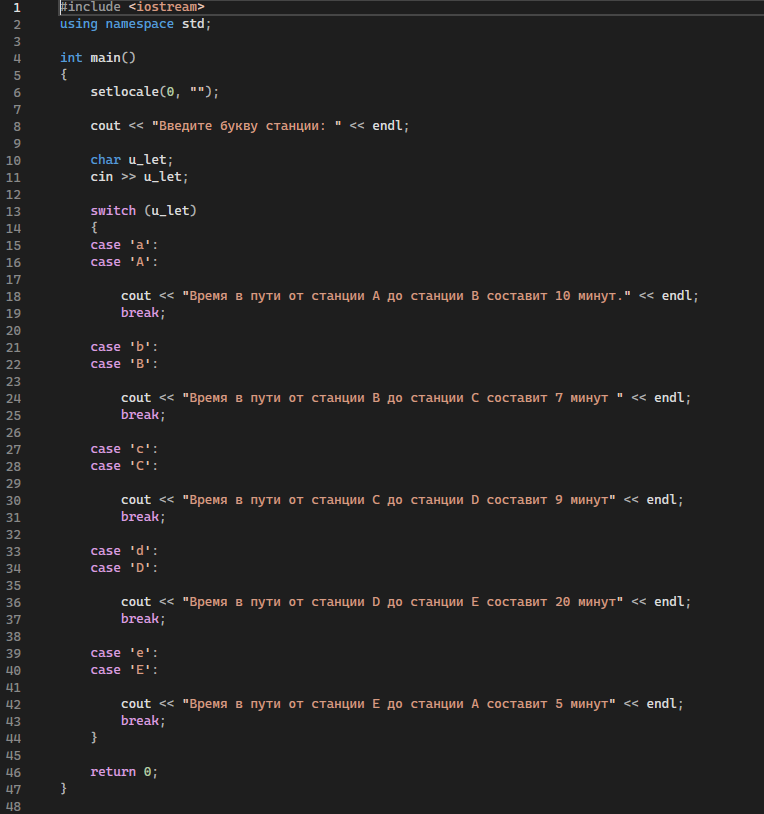 1 #include <iostream>
2 using namespace std;
3
4 int main()
5 {
6     setlocale(0, "");
7
8     cout << "Введите букву станции: " << endl;
9
10     char u_let;
11     cin >> u_let;
12
13     switch (u_let)
14     {
15     case 'a':
16     case 'A':
17
18         cout << "Время в пути от станции A до станции B составит 10 минут." << endl;
19         break;
20
21     case 'b':
22     case 'B':
23
24         cout << "Время в пути от станции B до станции C составит 7 минут " << endl;
25         break;
26
27     case 'c':
28     case 'C':
29
30         cout << "Время в пути от станции C до станции D составит 9 минут" << endl;
31         break;
32
33     case 'd':
34     case 'D':
35
36         cout << "Время в пути от станции D до станции E составит 20 минут" << endl;
37         break;
38
39     case 'e':
40     case 'E':
41
42         cout << "Время в пути от станции E до станции A составит 5 минут" << endl;
43         break;
44     }
45
46     return 0;
47 }
48